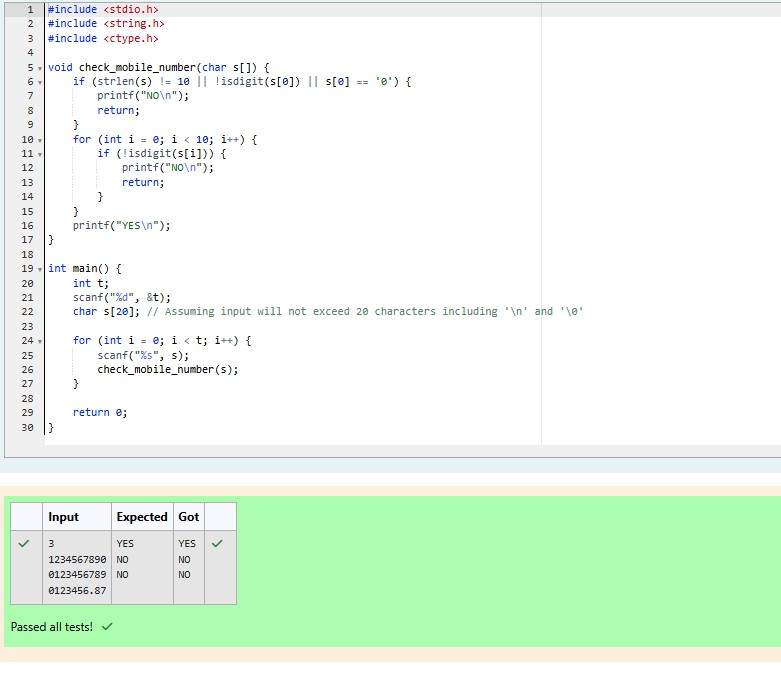 1 #include <stdio.h>
2 #include <string.h>
3 #include <ctype.h>
4
5 void check_mobile_number(char s[]) {
6     if (strlen(s) != 10 || !isdigit(s[0]) || s[0] == '0') {
7         printf("NO\n");
8         return;
9     }
10     for (int i = 0; i < 10; i++) {
11         if (!isdigit(s[i])) {
12             printf("NO\n");
13             return;
14         }
15     }
16     printf("YES\n");
17 }
18
19 int main() {
20     int t;
21     scanf("%d", &t);
22     char s[20]; // Assuming input will not exceed 20 characters including '\n' and '\0'
23
24     for (int i = 0; i < t; i++) {
25         scanf("%s", s);
26         check_mobile_number(s);
27     }
28
29     return 0;
30 }
Input Expected Got
3 YES YES
1234567890 NO NO
0123456789 NO NO
0123456.87
Passed all tests!